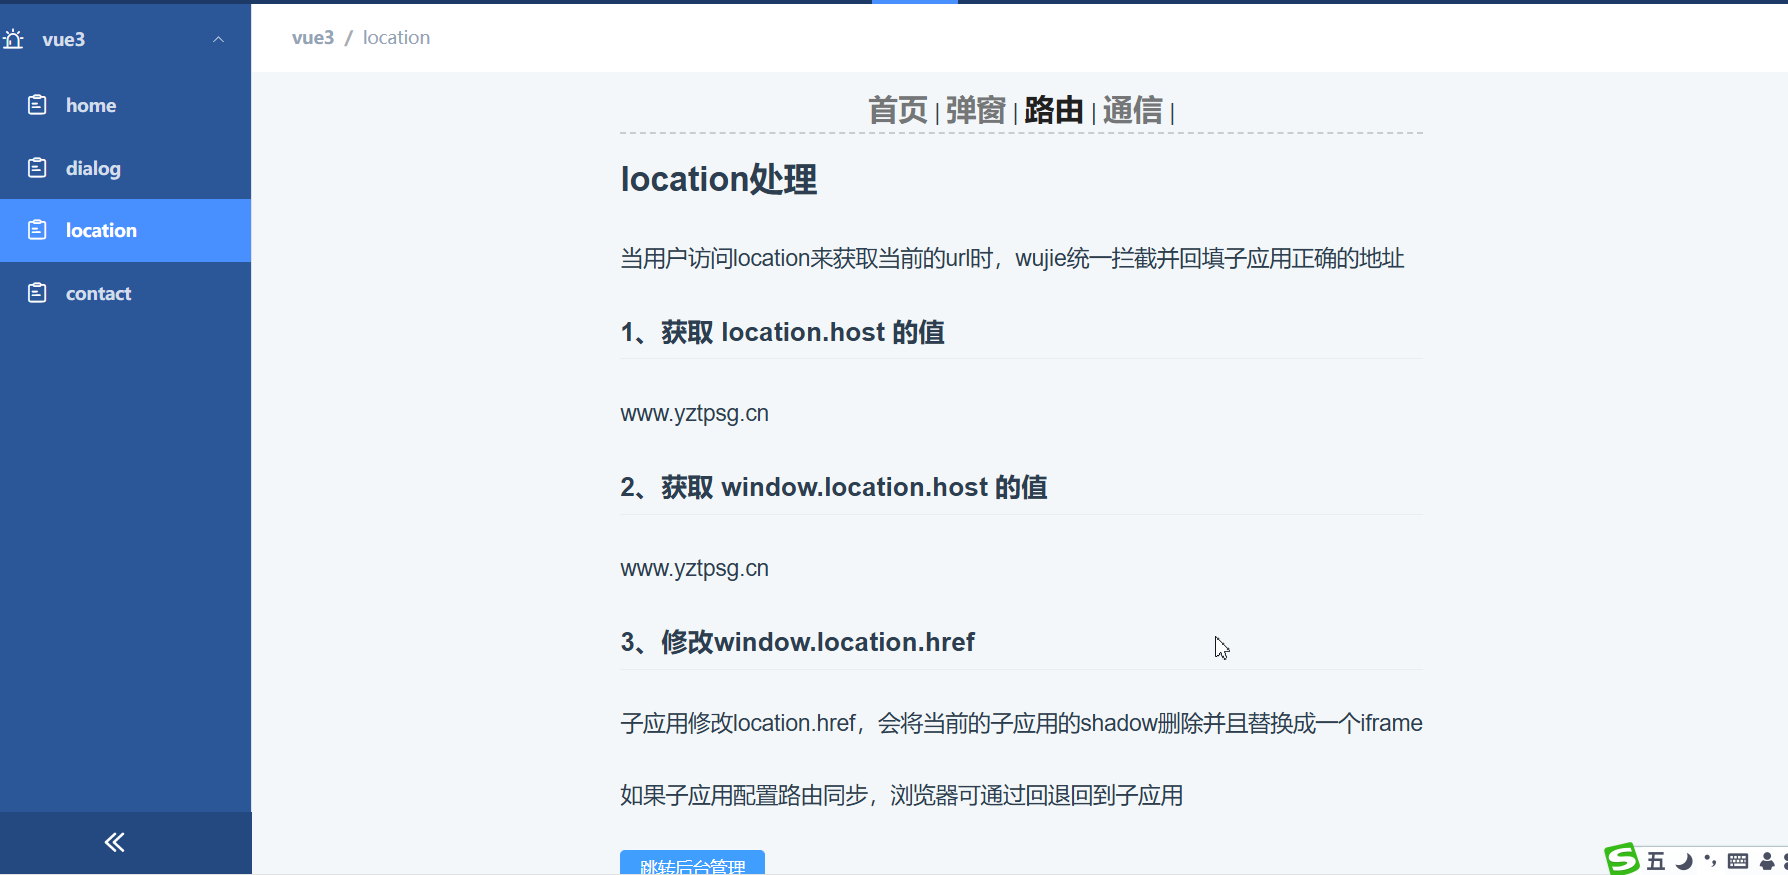 vue3
vue3 / location
home
dialog
location
contact
首页 | 弹窗 | 路由 | 通信 |
location处理
当用户访问location来获取当前的url时，wujie统一拦截并回填子应用正确的地址
1、获取 location.host 的值
www.yztpsg.cn
2、获取 window.location.host 的值
www.yztpsg.cn
3、修改window.location.href
子应用修改location.href，会将当前的子应用的shadow删除并且替换成一个iframe
如果子应用配置路由同步，浏览器可通过回退回到子应用
跳转后台管理
五